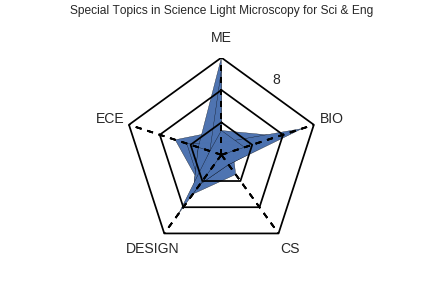 Special Topics in Science Light Microscopy for Sci & Eng
ME
8
ECE
BIO
DESIGN
CS